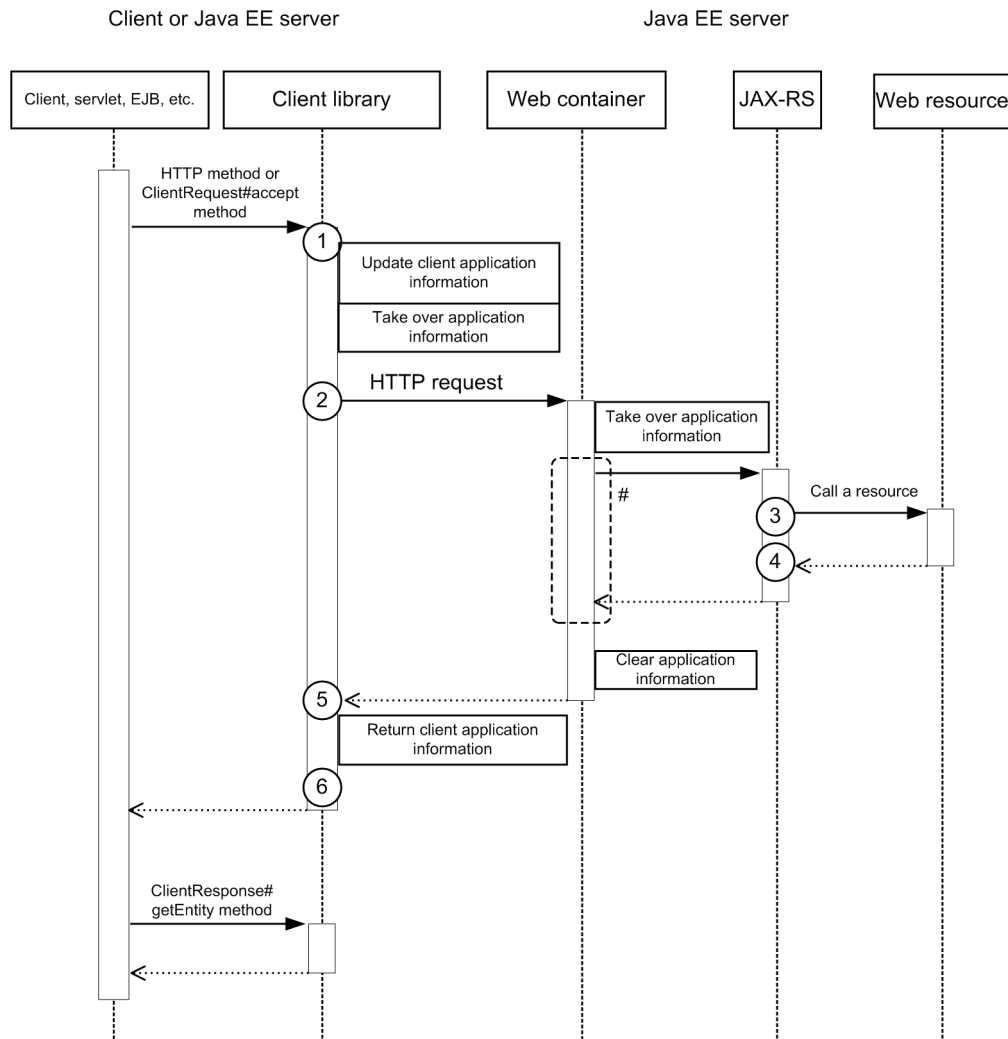 Client or Java EE server
Java EE server
Client, servlet, EJB, etc.
Client library
Web container
JAX-RS
Web resource
HTTP method or
ClientRequest#accept
method
1
Update client application
information
Take over application
information
2
HTTP request
Take over application
information
#
Call a resource
3
4
Clear application
information
5
Return client application
information
6
ClientResponse#
getEntity method